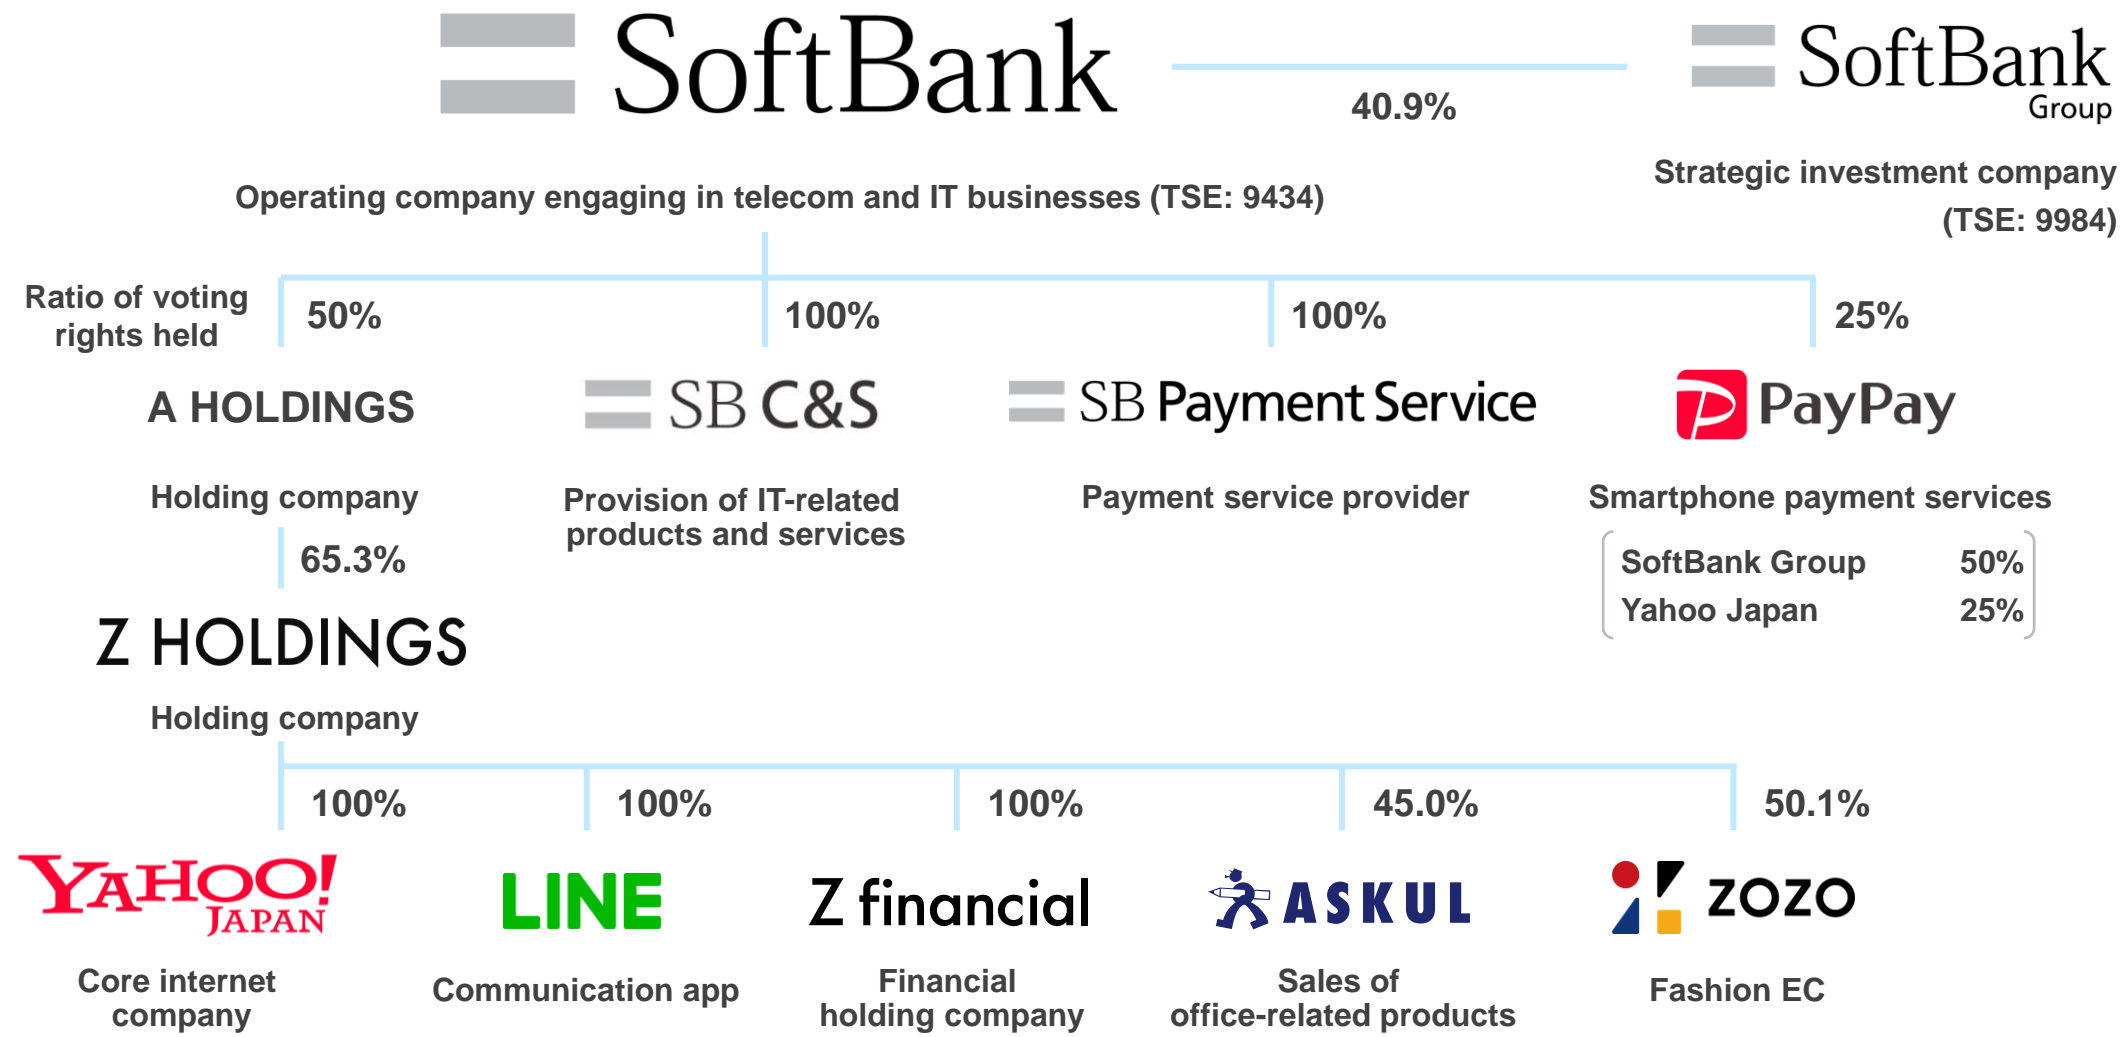 SoftBank
SoftBank
Group
40.9%
Strategic investment company
(TSE: 9984)
Operating company engaging in telecom and IT businesses (TSE: 9434)
Ratio of voting
rights held
50%
100%
100%
25%
A HOLDINGS
SB C&S
SB Payment Service
PayPay
Holding company
Provision of IT-related
products and services
Payment service provider
Smartphone payment services
SoftBank Group 50%
Yahoo Japan 25%
65.3%
Z HOLDINGS
Holding company
100%
100%
100%
45.0%
50.1%
YAHOO!
JAPAN
LINE
Z financial
ASKUL
ZOZO
Core internet
company
Communication app
Financial
holding company
Sales of
office-related products
Fashion EC